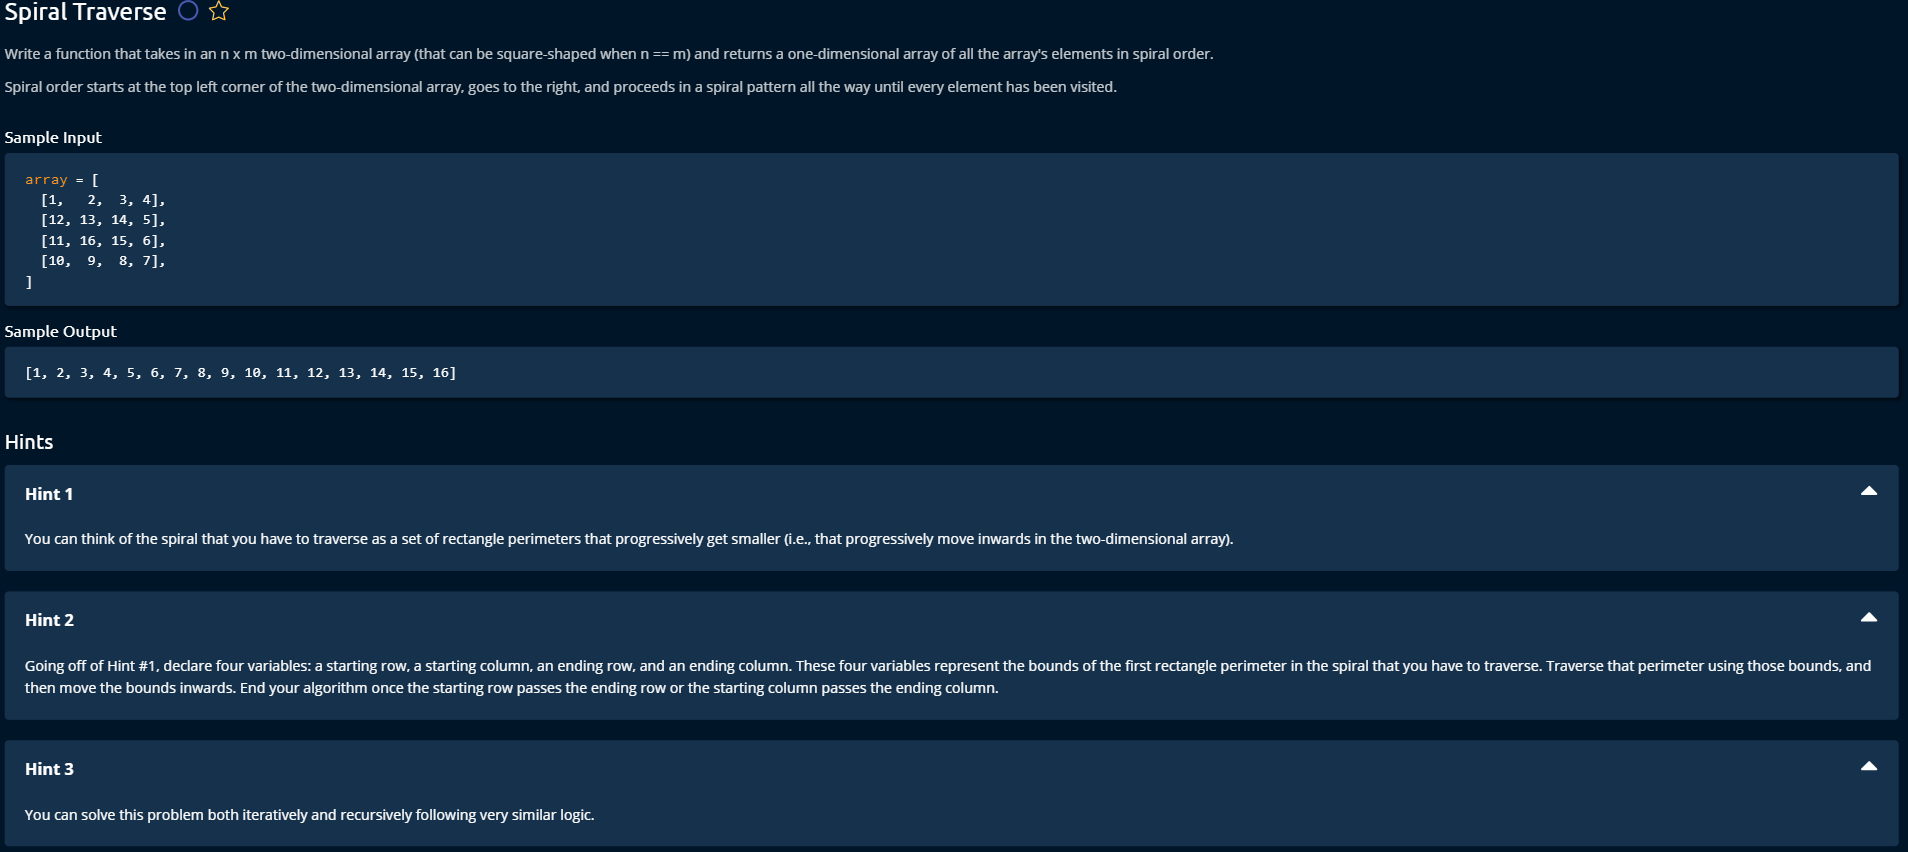 Spiral Traverse
Write a function that takes in an n x m two-dimensional array (that can be square-shaped when n == m) and returns a one-dimensional array of all the array's elements in spiral order.
Spiral order starts at the top left corner of the two-dimensional array, goes to the right, and proceeds in a spiral pattern all the way until every element has been visited.
Sample Input
array = [
  [1,   2,  3, 4],
  [12, 13, 14, 5],
  [11, 16, 15, 6],
  [10,  9,  8, 7],
]
Sample Output
[1, 2, 3, 4, 5, 6, 7, 8, 9, 10, 11, 12, 13, 14, 15, 16]
Hints
Hint 1
You can think of the spiral that you have to traverse as a set of rectangle perimeters that progressively get smaller (i.e., that progressively move inwards in the two-dimensional array).
Hint 2
Going off of Hint #1, declare four variables: a starting row, a starting column, an ending row, and an ending column. These four variables represent the bounds of the first rectangle perimeter in the spiral that you have to traverse. Traverse that perimeter using those bounds, and
then move the bounds inwards. End your algorithm once the starting row passes the ending row or the starting column passes the ending column.
Hint 3
You can solve this problem both iteratively and recursively following very similar logic.